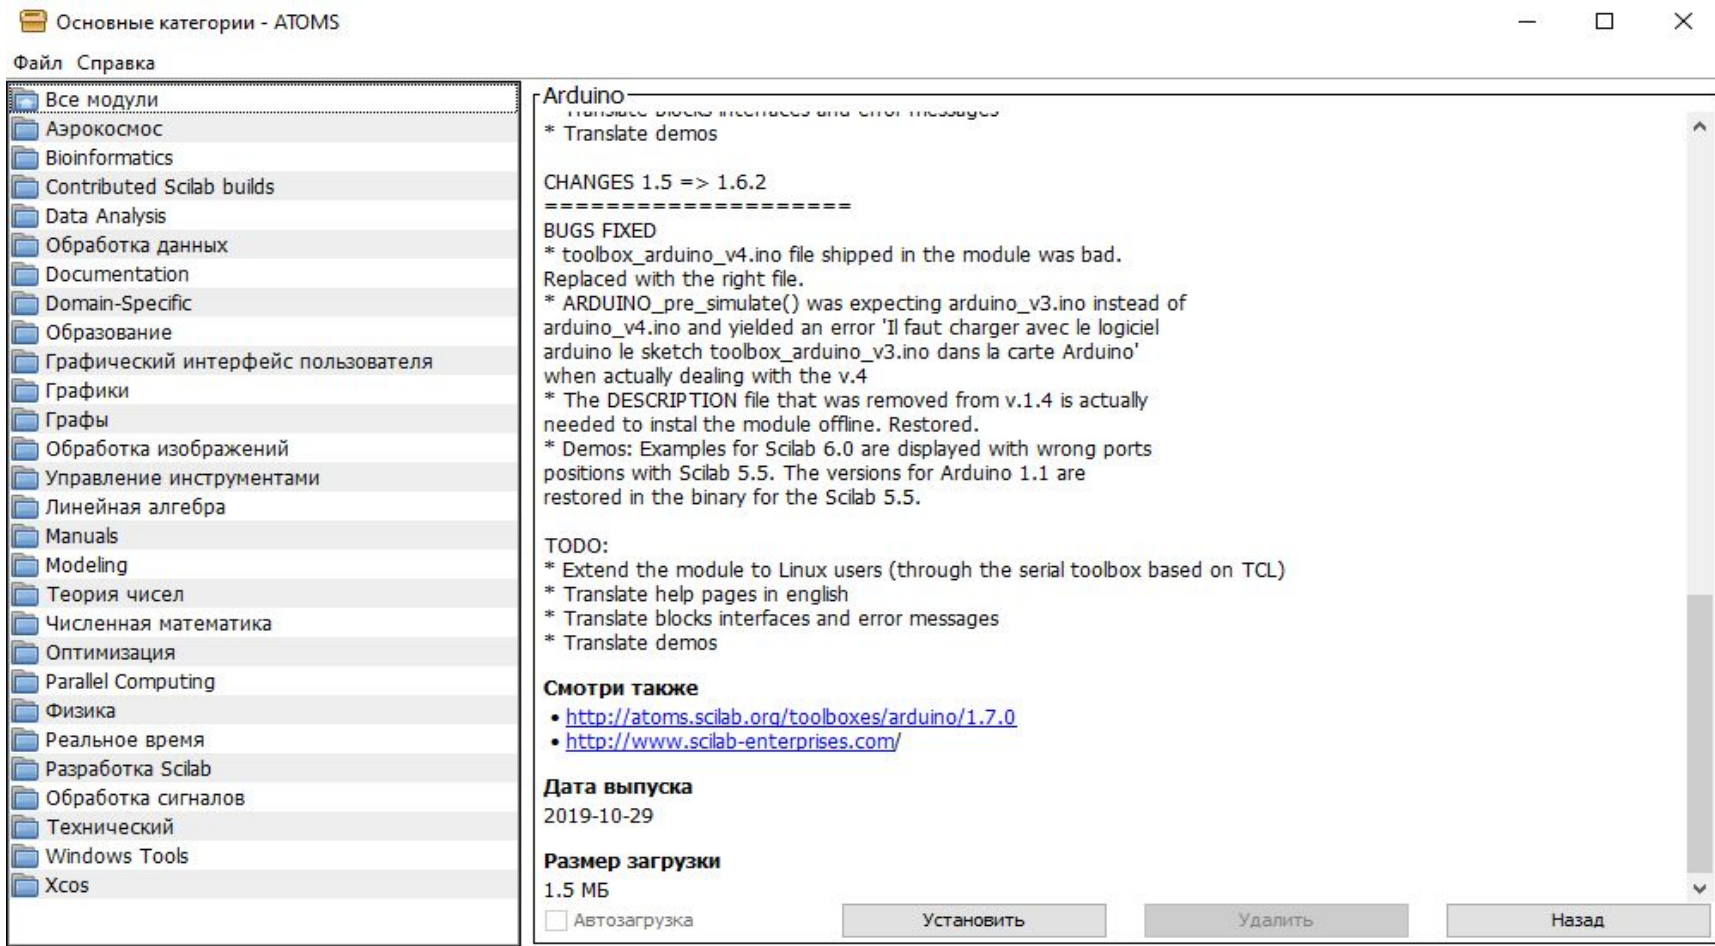 Основные категории - ATOMS
Файл Справка
Все модули
Аэрокосмос
Bioinformatics
Contributed Scilab builds
Data Analysis
Обработка данных
Documentation
Domain-Specific
Образование
Графический интерфейс пользователя
Графики
Графы
Обработка изображений
Управление инструментами
Линейная алгебра
Manuals
Modeling
Теория чисел
Численная математика
Оптимизация
Parallel Computing
Физика
Реальное время
Разработка Scilab
Обработка сигналов
Технический
Windows Tools
Xcos
Arduino
* Translate blocks interfaces and error messages
* Translate demos
CHANGES 1.5 => 1.6.2
====================
BUGS FIXED
* toolbox_arduino_v4.ino file shipped in the module was bad.
Replaced with the right file.
* ARDUINO_pre_simulate() was expecting arduino_v3.ino instead of
arduino_v4.ino and yielded an error 'Il faut charger avec le logiciel
arduino le sketch toolbox_arduino_v3.ino dans la carte Arduino'
when actually dealing with the v.4
* The DESCRIPTION file that was removed from v.1.4 is actually
needed to instal the module offline. Restored.
* Demos: Examples for Scilab 6.0 are displayed with wrong ports
positions with Scilab 5.5. The versions for Arduino 1.1 are
restored in the binary for the Scilab 5.5.
TODO:
* Extend the module to Linux users (through the serial toolbox based on TCL)
* Translate help pages in english
* Translate blocks interfaces and error messages
* Translate demos
Смотри также
• http://atoms.scilab.org/toolboxes/arduino/1.7.0
• http://www.scilab-enterprises.com/
Дата выпуска
2019-10-29
Размер загрузки
1.5 МБ
Автозагрузка
Установить
Удалить
Назад